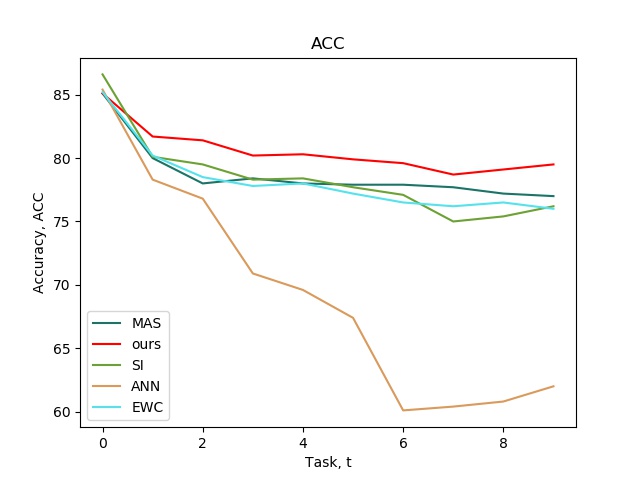 ACC
Accuracy, ACC
85
80
75
70
65
60
MAS
ours
SI
ANN
EWC
0
2
4
6
8
Task, t